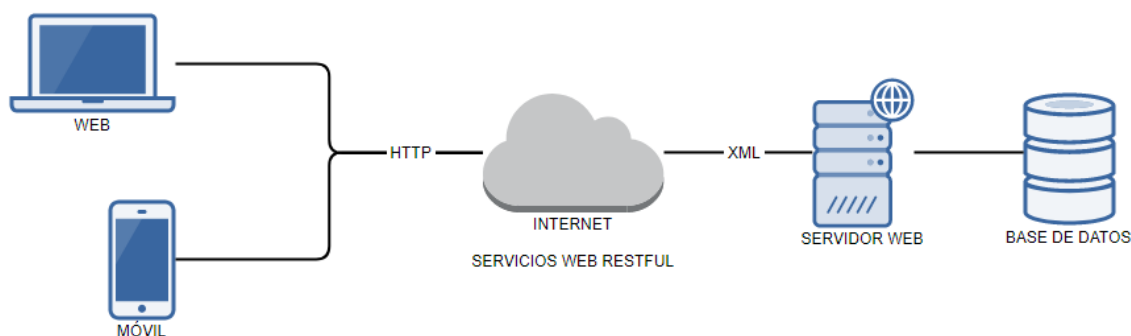 WEB
HTTP
XML
INTERNET
SERVIDOR WEB
BASE DE DATOS
SERVICIOS WEB RESTFUL
MÓVIL